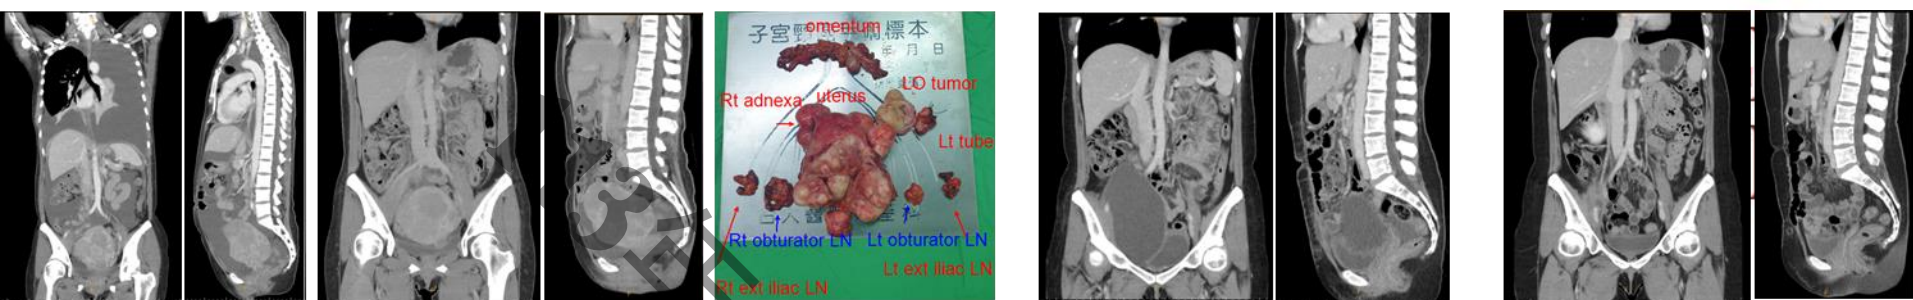 omentum
子宮
標本
年 月 日
LO tumor
Rt adnexa
uterus
Lt tube
Rt obturator LN
Lt obturator LN
Lt ext iliac LN
Rt ext iliac LN